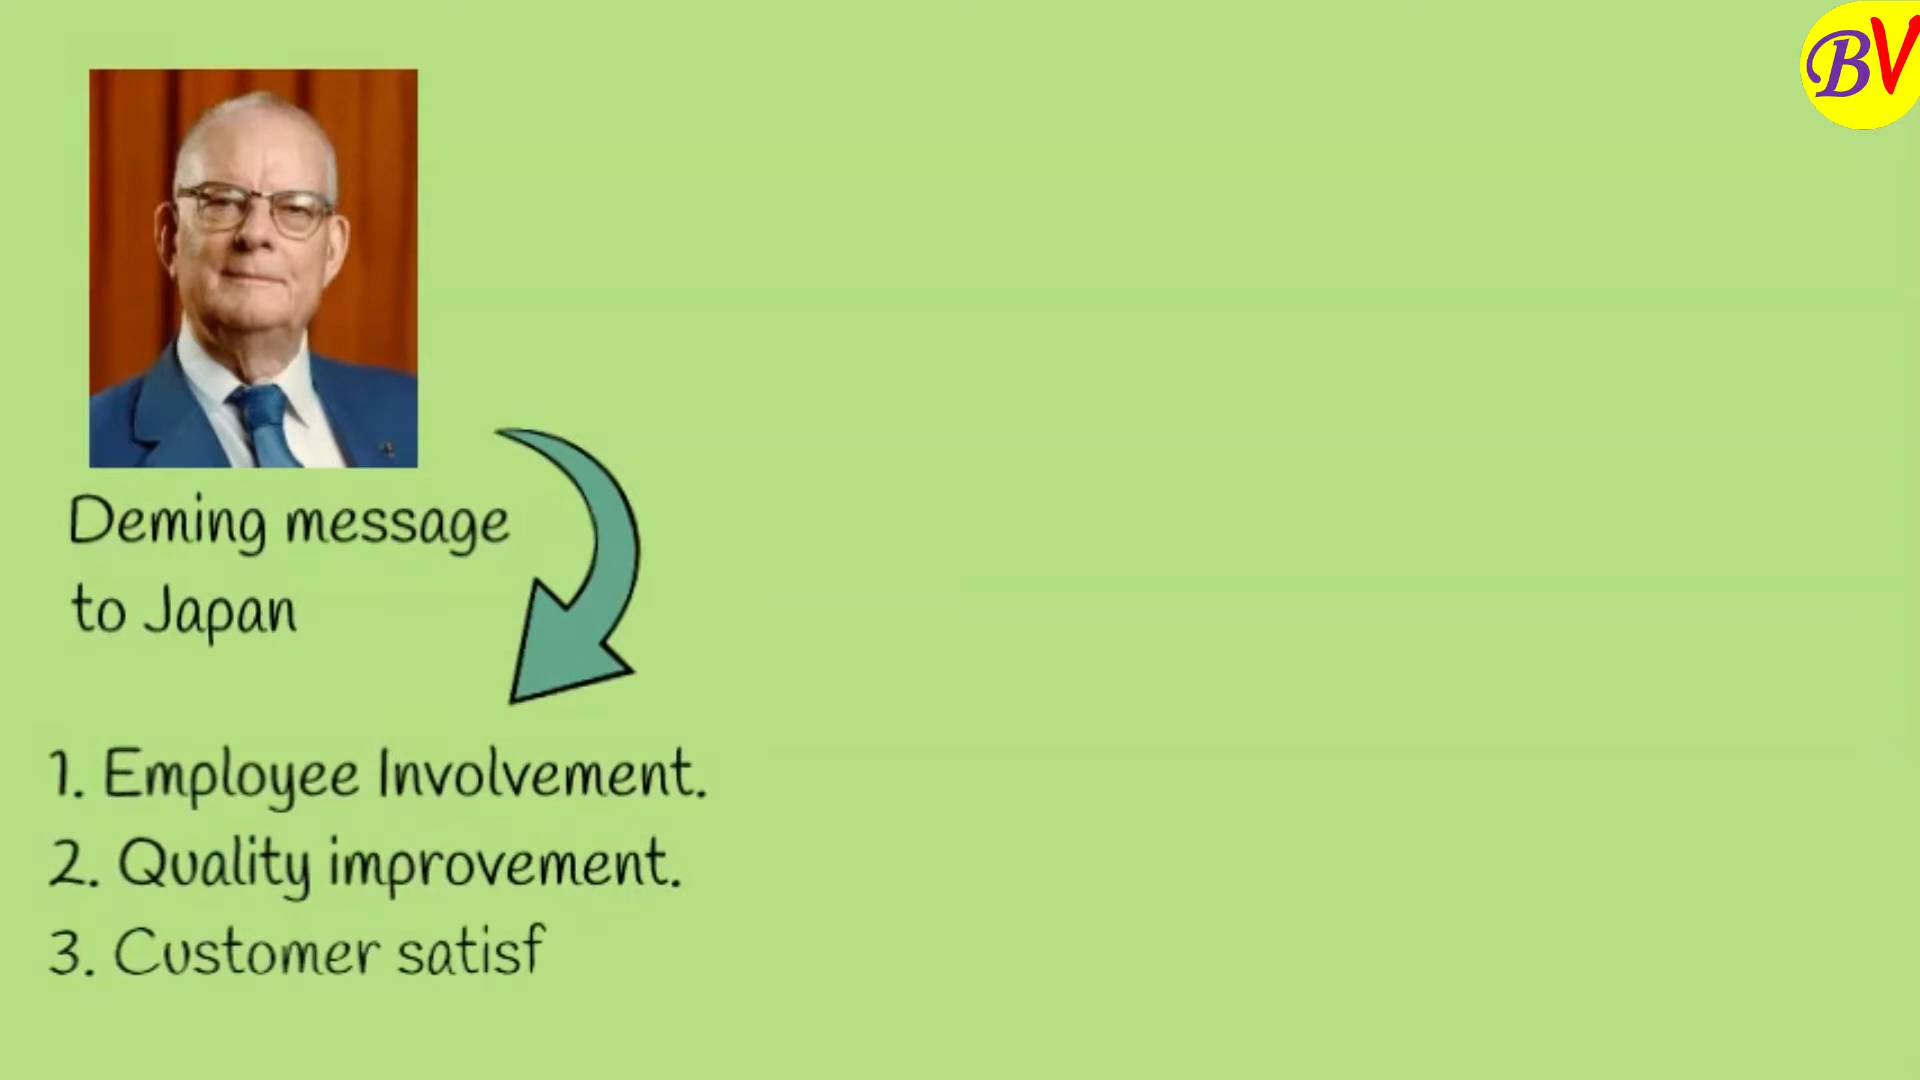 BV
Deming message
to Japan
1. Employee Involvement.
2. Quality improvement.
3. Customer satisf